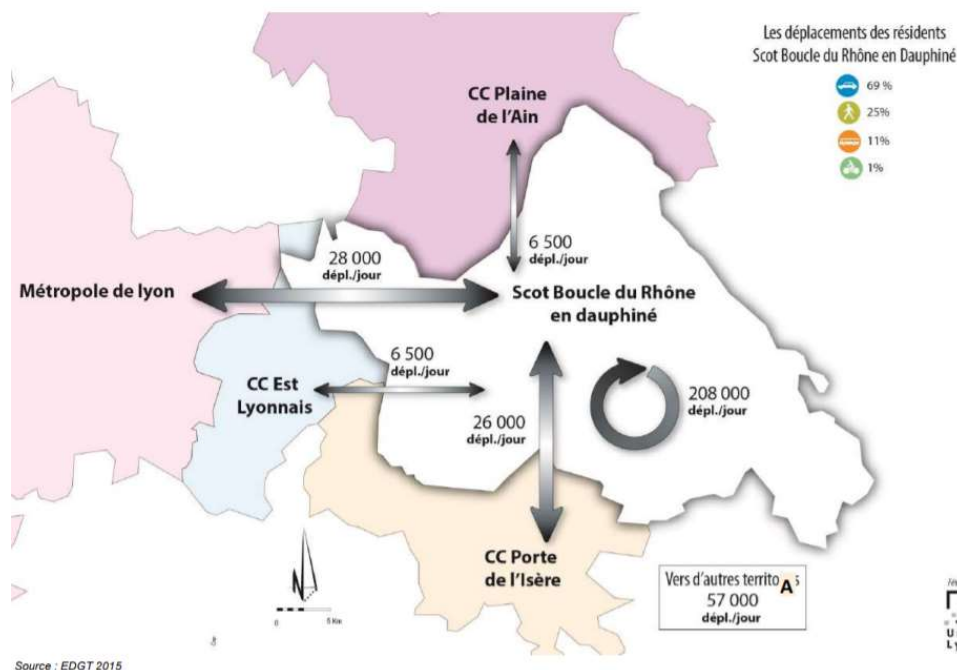 Les déplacements des résidents
Scot Boucle du Rhône en Dauphiné
69 %
25%
11%
1%
CC Plaine
de l'Ain
28 000
dépl./jour
6 500
dépl./jour
Métropole de lyon
Scot Boucle du Rhône
en dauphiné
6 500
dépl./jour
CC Est
Lyonnais
26 000
dépl./jour
208 000
dépl./jour
CC Porte
de l'Isère
N
5 Km
Vers d'autres
A
57 000
dépl./jour
Source : EDGT 2015